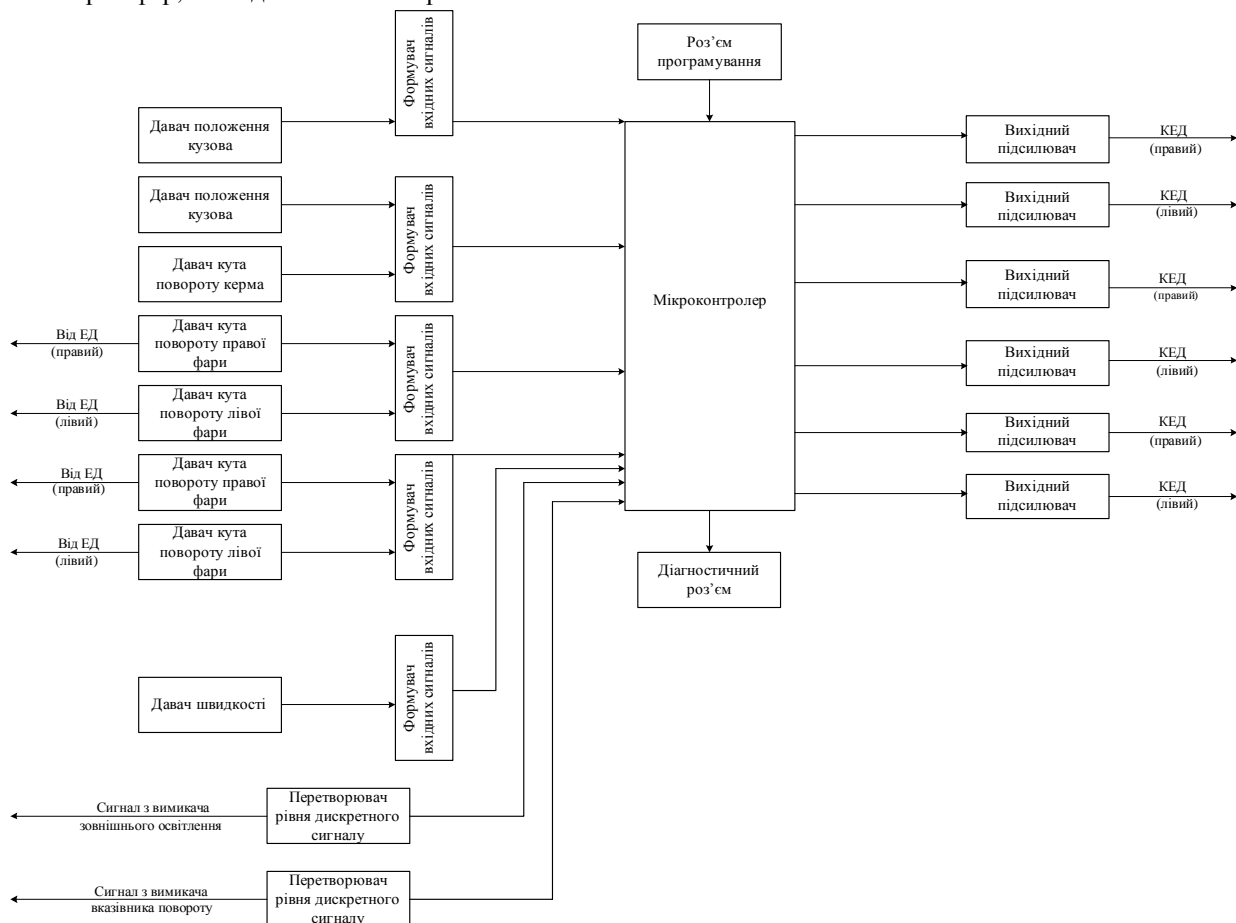 Формувач
вхідних сигналів
Роз’єм
програмування
Давач положення
кузова
Вихідний
підсилювач
КЕД
(правий)
Давач положення
кузова
Формувач
вхідних сигналів
Вихідний
підсилювач
КЕД
(лівий)
Давач кута
повороту керма
Мікроконтролер
Вихідний
підсилювач
КЕД
(правий)
Від ЕД
(правий)
Давач кута
повороту правої
фари
Формувач
вхідних сигналів
Вихідний
підсилювач
КЕД
(лівий)
Від ЕД
(лівий)
Давач кута
повороту лівої
фари
Вихідний
підсилювач
КЕД
(правий)
Від ЕД
(правий)
Давач кута
повороту правої
фари
Формувач
вхідних сигналів
Вихідний
підсилювач
КЕД
(лівий)
Від ЕД
(лівий)
Давач кута
повороту лівої
фари
Діагностичний
роз’єм
Давач швидкості
Формувач
вхідних сигналів
Сигнал з вимикача
зовнішнього освітлення
Перетворювач
рівня дискретного
сигналу
Сигнал з вимикача
вказівника повороту
Перетворювач
рівня дискретного
сигналу